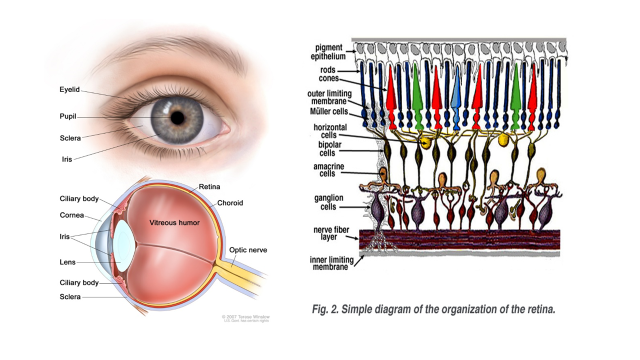 Eyelid
Pupil
Sclera
Iris
Retina
Ciliary body
Choroid
Cornea
Vitreous humor
Iris
Optic nerve
Lens
Ciliary body
Sclera
© 2007 Terese Winslow
pigment
epithelium
rods
cones
outer limiting
membrane
Müller cells
horizontal
cells
bipolar
cells
amacrine
cells
ganglion
cells
nerve fiber
layer
inner limiting
membrane
Fig. 2. Simple diagram of the organization of the retina.